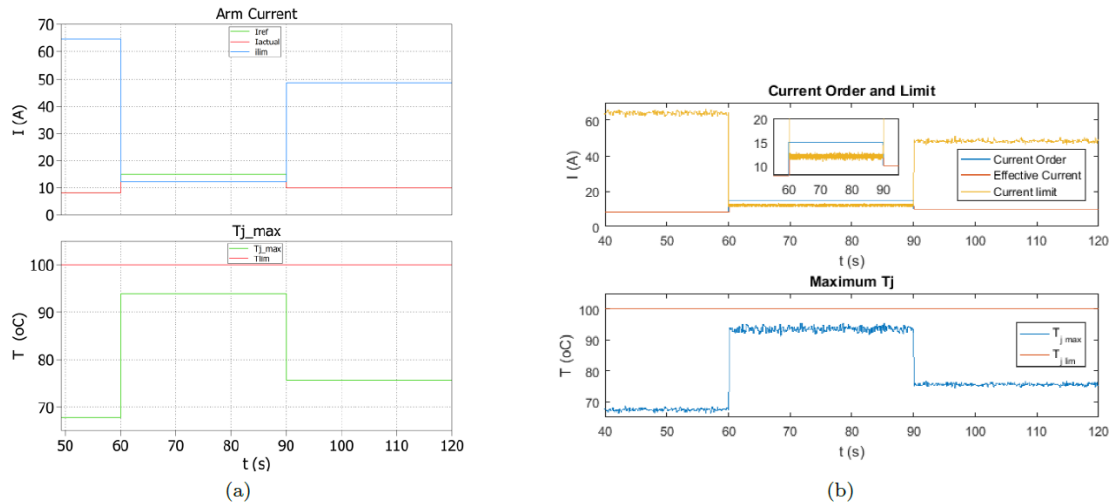 Arm Current
70
60
50
40
30
20
10
0
I (A)
Iref
Iactual
ilim
Tj_max
100
90
80
70
T (oC)
Tj_max
Tlim
50 60 70 80 90 100 110 120
t (s)
(a)
Current Order and Limit
60
40
20
0
I (A)
20
15
10
60 70 80 90
Current Order
Effective Current
Current limit
40 50 60 70 80 90 100 110 120
t (s)
Maximum Tj
100
90
80
70
T (oC)
T j max
T j lim
40 50 60 70 80 90 100 110 120
t (s)
(b)